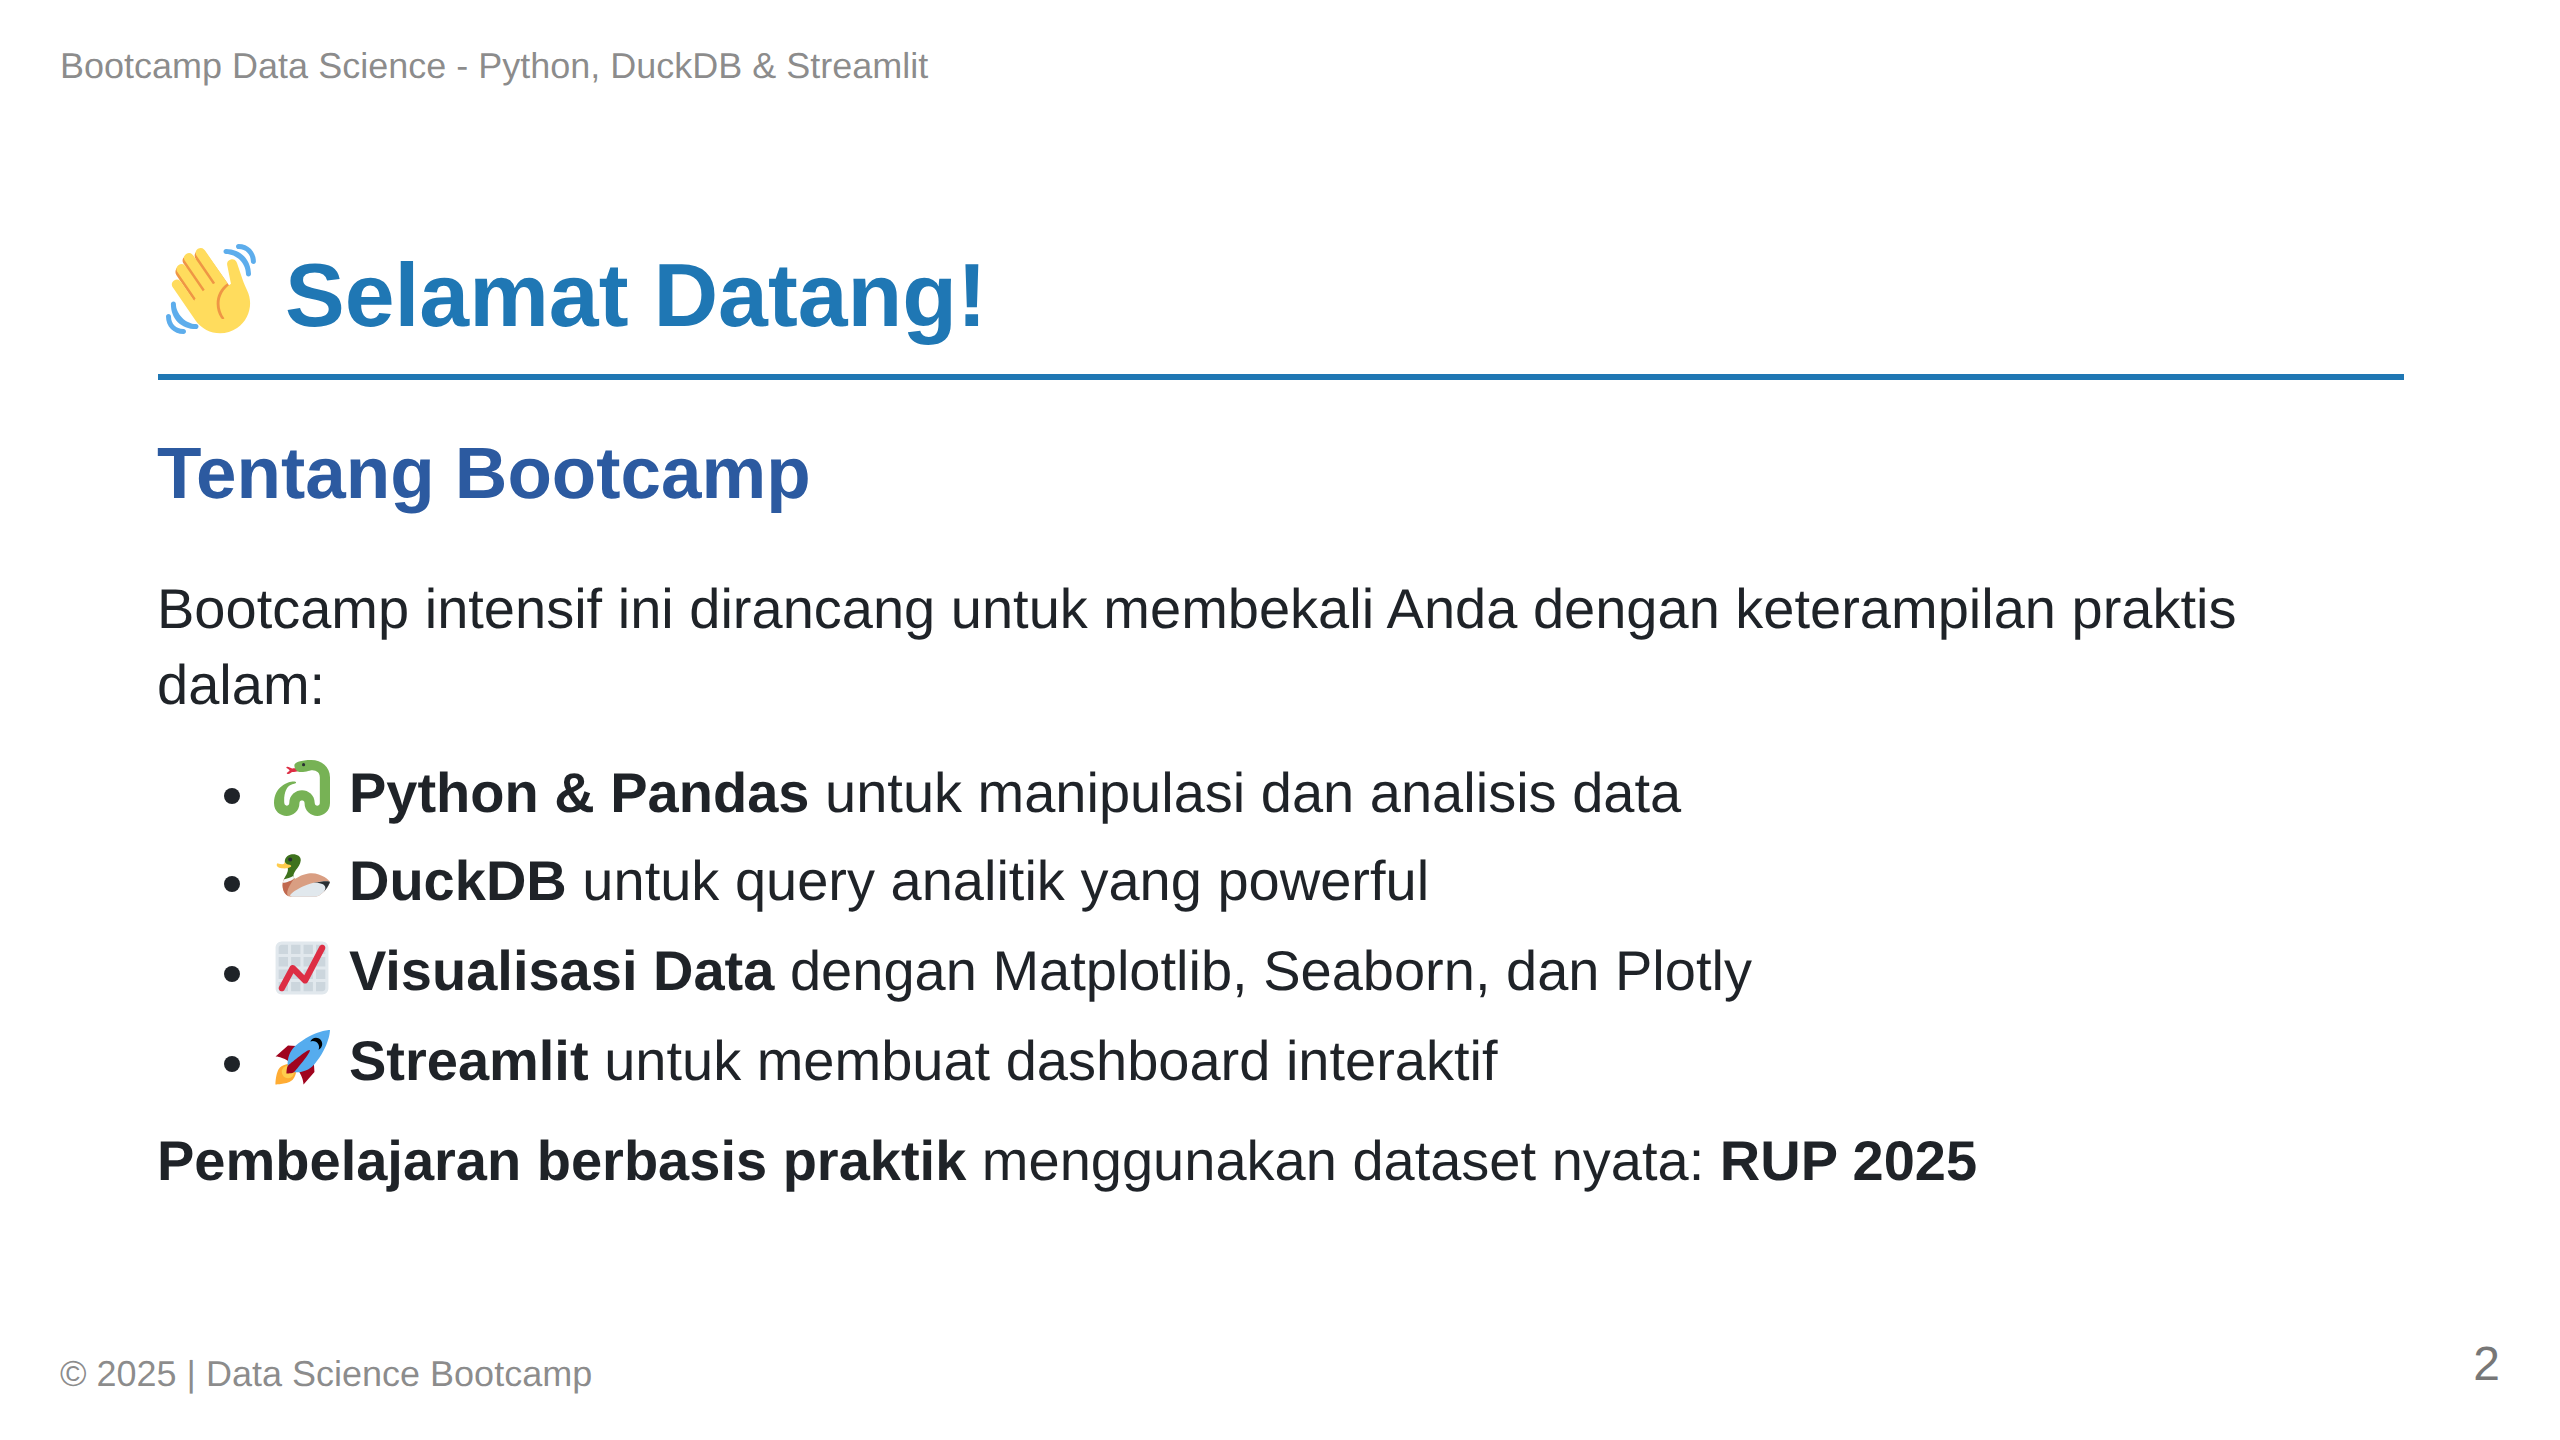 Bootcamp Data Science - Python, DuckDB & Streamlit
👋 Selamat Datang!
Tentang Bootcamp
Bootcamp intensif ini dirancang untuk membekali Anda dengan keterampilan praktis
dalam:
• 🐍 Python & Pandas untuk manipulasi dan analisis data
• 🦆 DuckDB untuk query analitik yang powerful
• 📈 Visualisasi Data dengan Matplotlib, Seaborn, dan Plotly
• 🚀 Streamlit untuk membuat dashboard interaktif
Pembelajaran berbasis praktik menggunakan dataset nyata: RUP 2025
© 2025 | Data Science Bootcamp
2